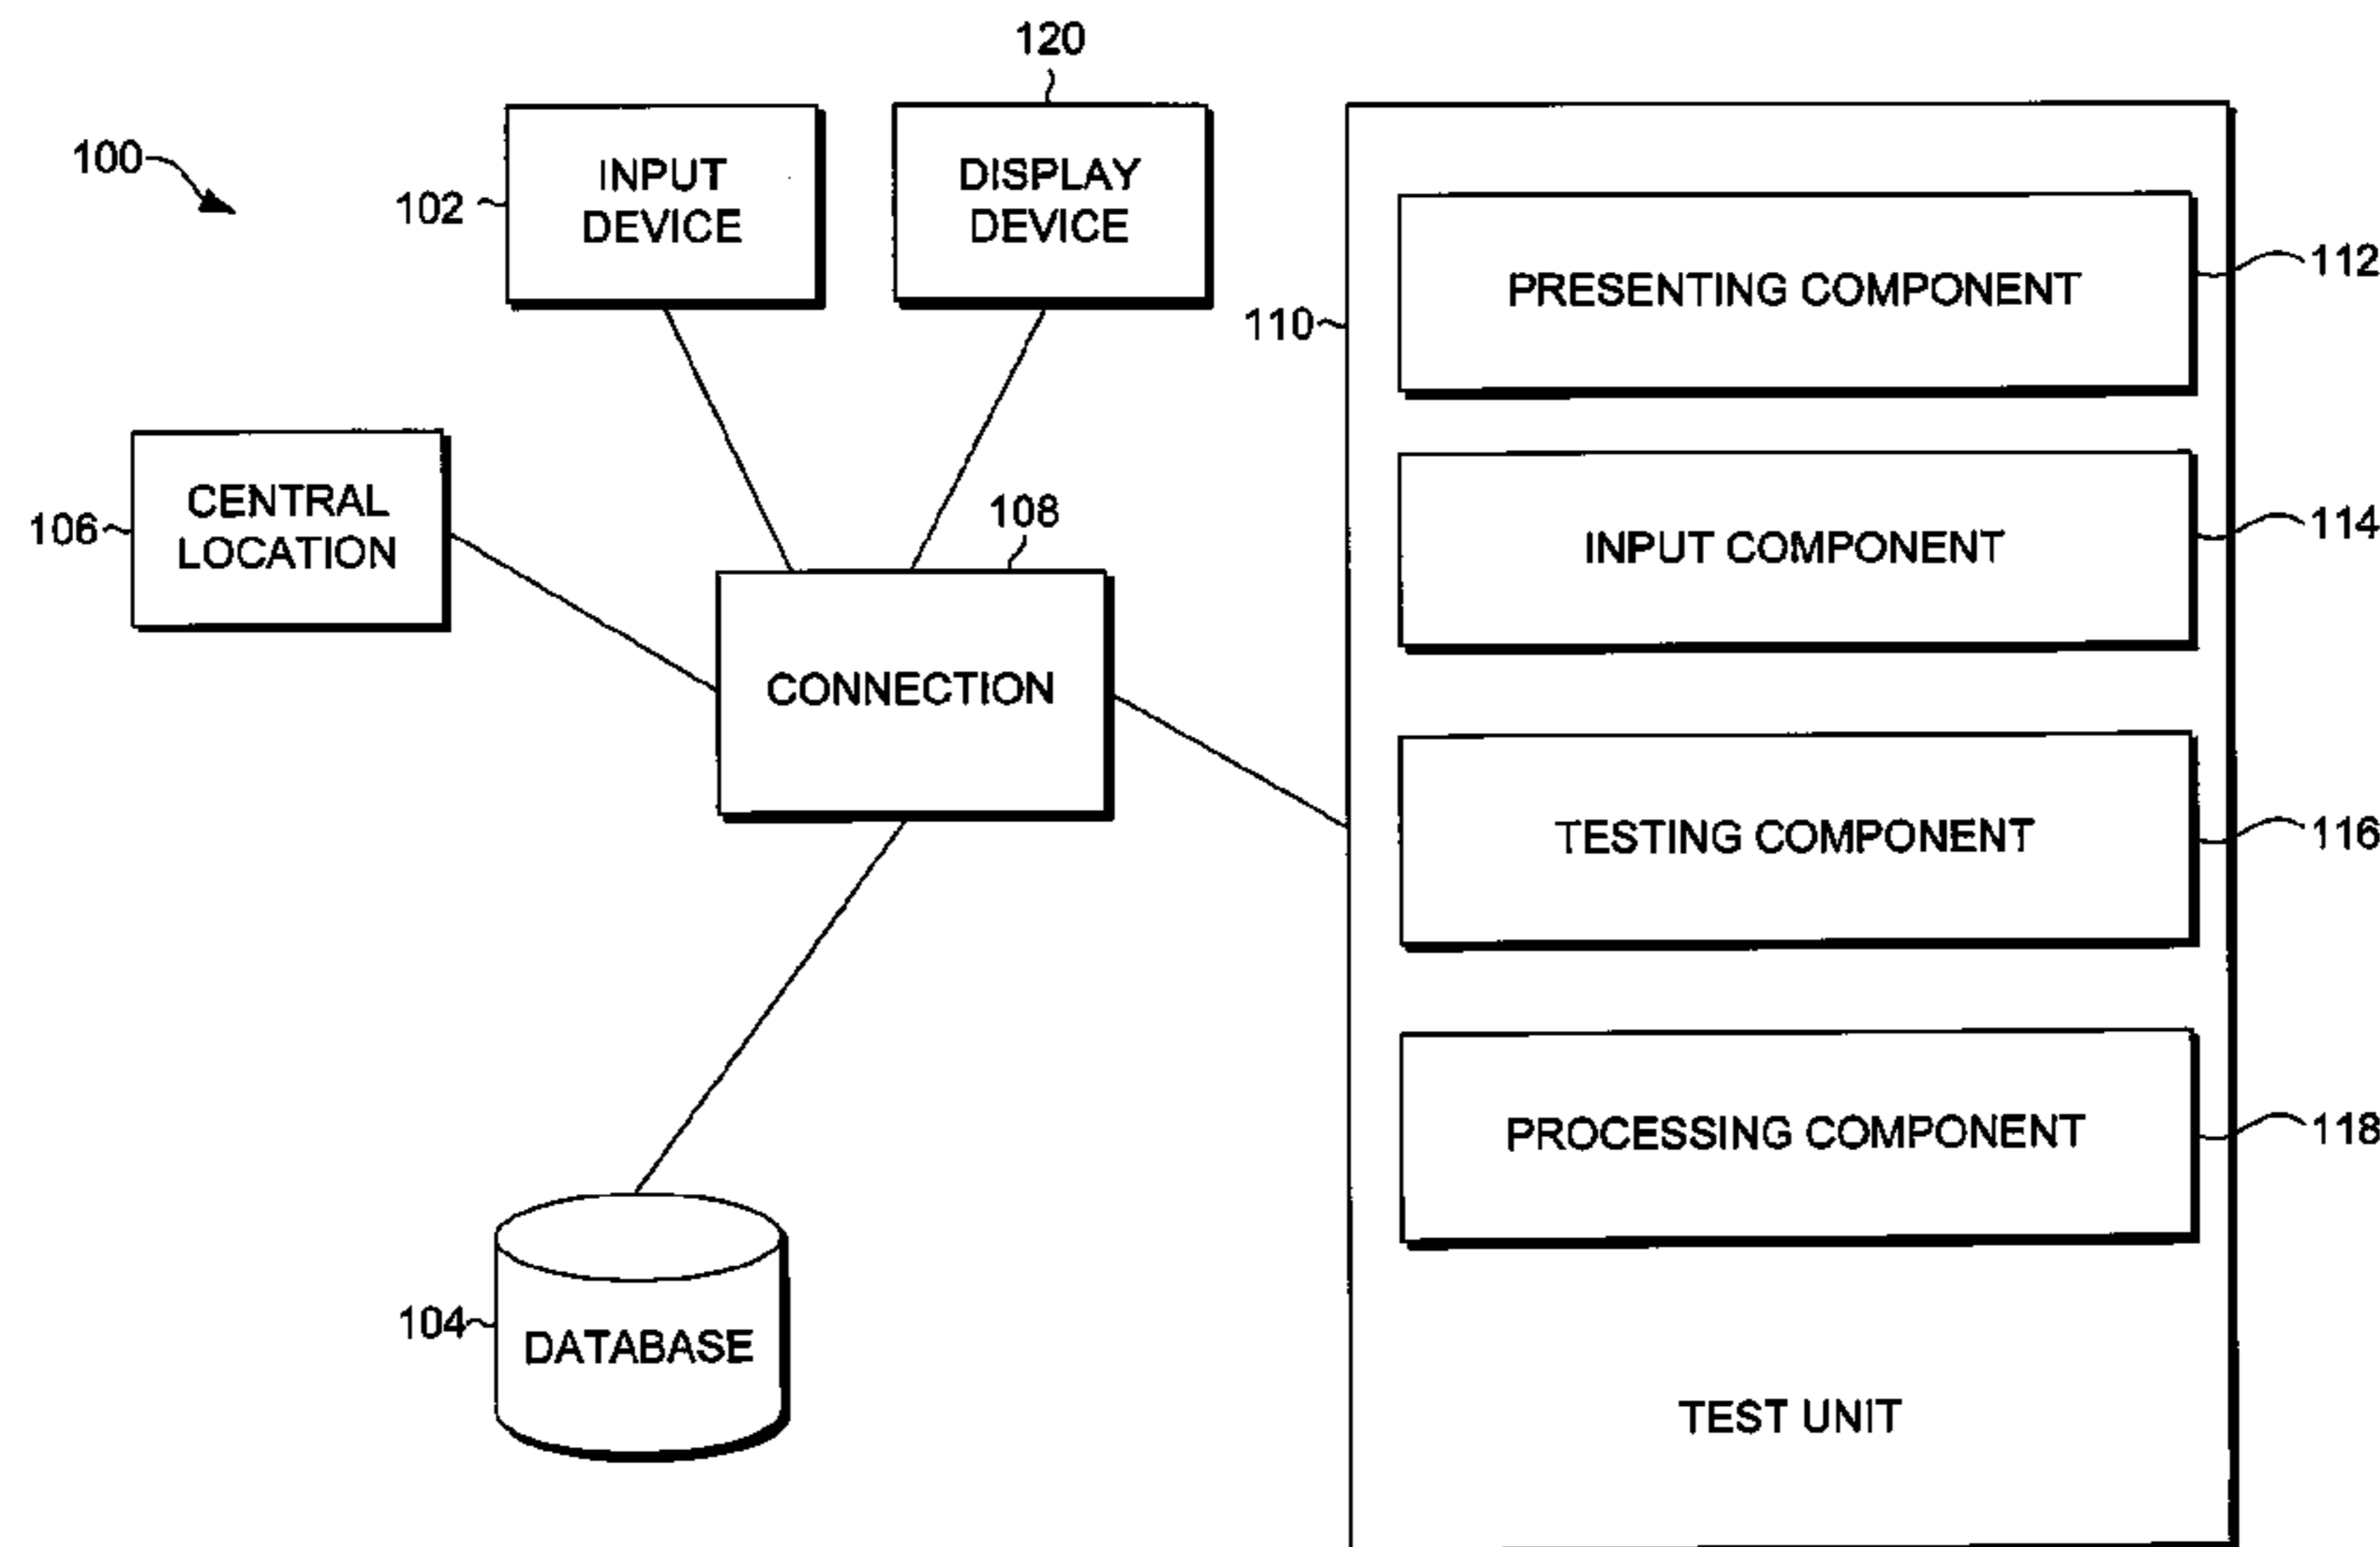 120
100
INPUT
DEVICE
102
DISPLAY
DEVICE
PRESENTING COMPONENT
112
110
CENTRAL
LOCATION
106
108
INPUT COMPONENT
114
CONNECTION
TESTING COMPONENT
116
PROCESSING COMPONENT
118
104
DATABASE
TEST UNIT